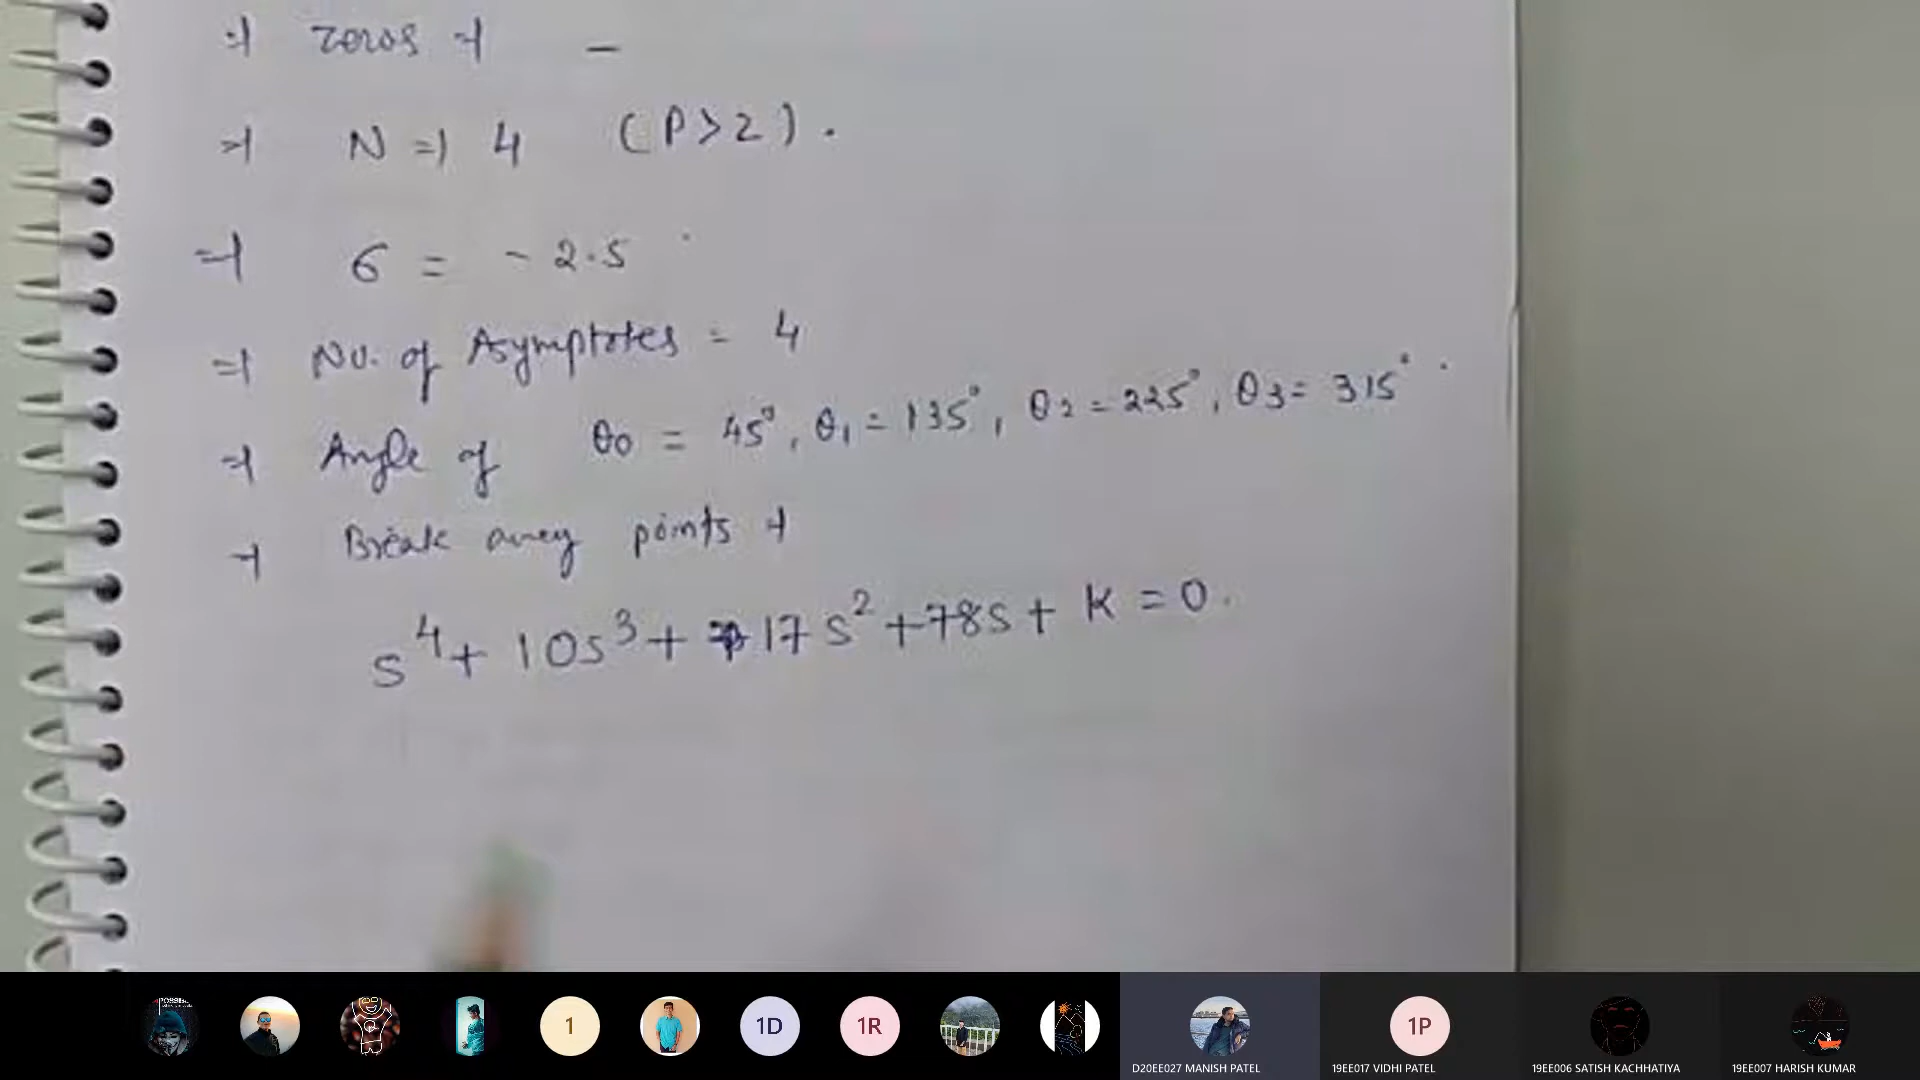 ⇒ zeros ⇒ –
⇒ N ⇒ 4 (P>2).
⇒ σ = - 2.5
⇒ No. of Asymptotes = 4
⇒ Angle of θ0 = 45°, θ1 = 135°, θ2 = 225°, θ3 = 315°.
⇒ Break away points ⇒
s⁴ + 10s³ + 17s² + 78s + k = 0.
1
1D
1R
1P
D20EE027 MANISH PATEL
19EE017 VIDHI PATEL
19EE006 SATISH KACHHATIYA
19EE007 HARISH KUMAR